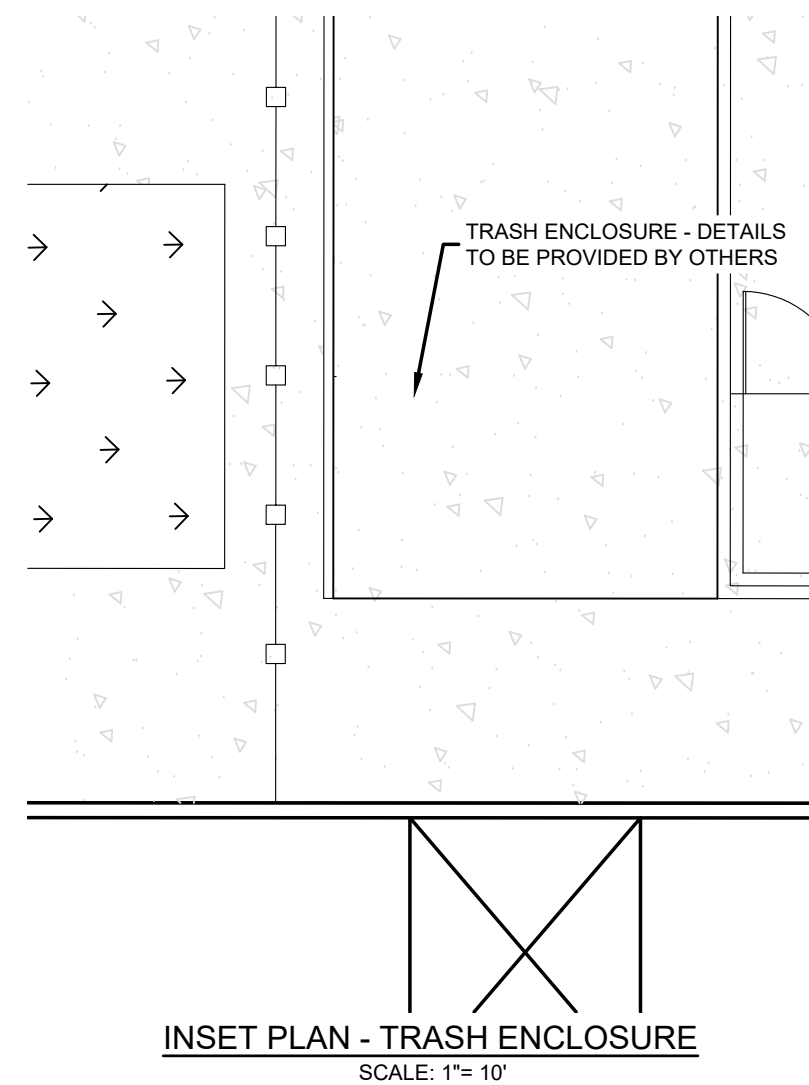 TRASH ENCLOSURE - DETAILS
TO BE PROVIDED BY OTHERS
INSET PLAN - TRASH ENCLOSURE
SCALE: 1"= 10'